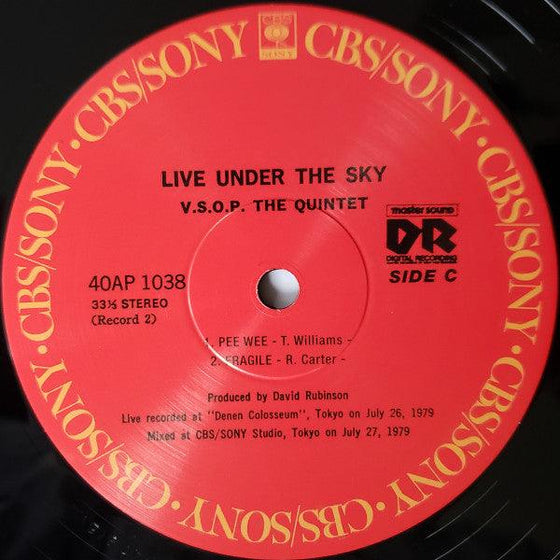 CBS
SONY
CBS/SONY · CBS/SONY · CBS/SONY · CBS/SONY · CBS/SONY · CBS/SONY · CBS/SONY · CBS/SONY
LIVE UNDER THE SKY
V.S.O.P. THE QUINTET
master sound
DR
DIGITAL RECORDING
SIDE C
40AP 1038
33⅓ STEREO
(Record 2)
1. PEE WEE - T. Williams -
2. FRAGILE - R. Carter -
Produced by David Rubinson
Live recorded at "Denen Colosseum", Tokyo on July 26, 1979
Mixed at CBS/SONY Studio, Tokyo on July 27, 1979